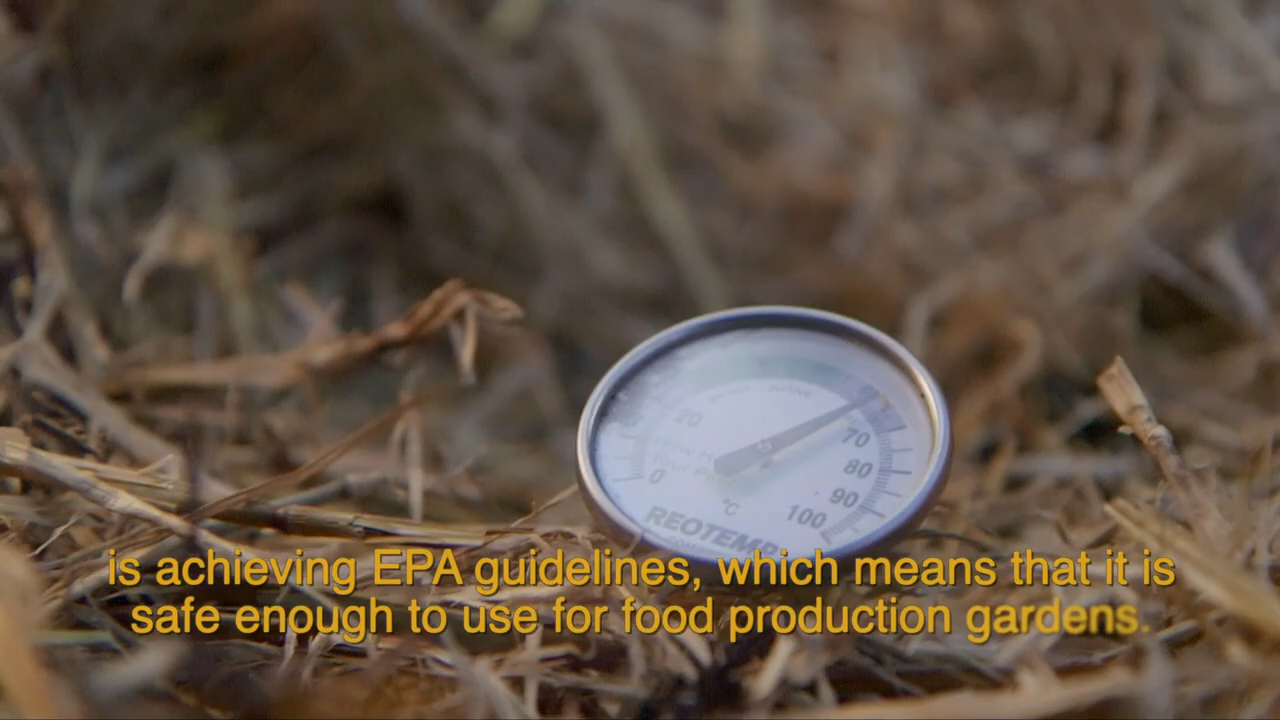 20
70
0
80
90
100
°C
REOTEMP
is achieving EPA guidelines, which means that it is
safe enough to use for food production gardens.